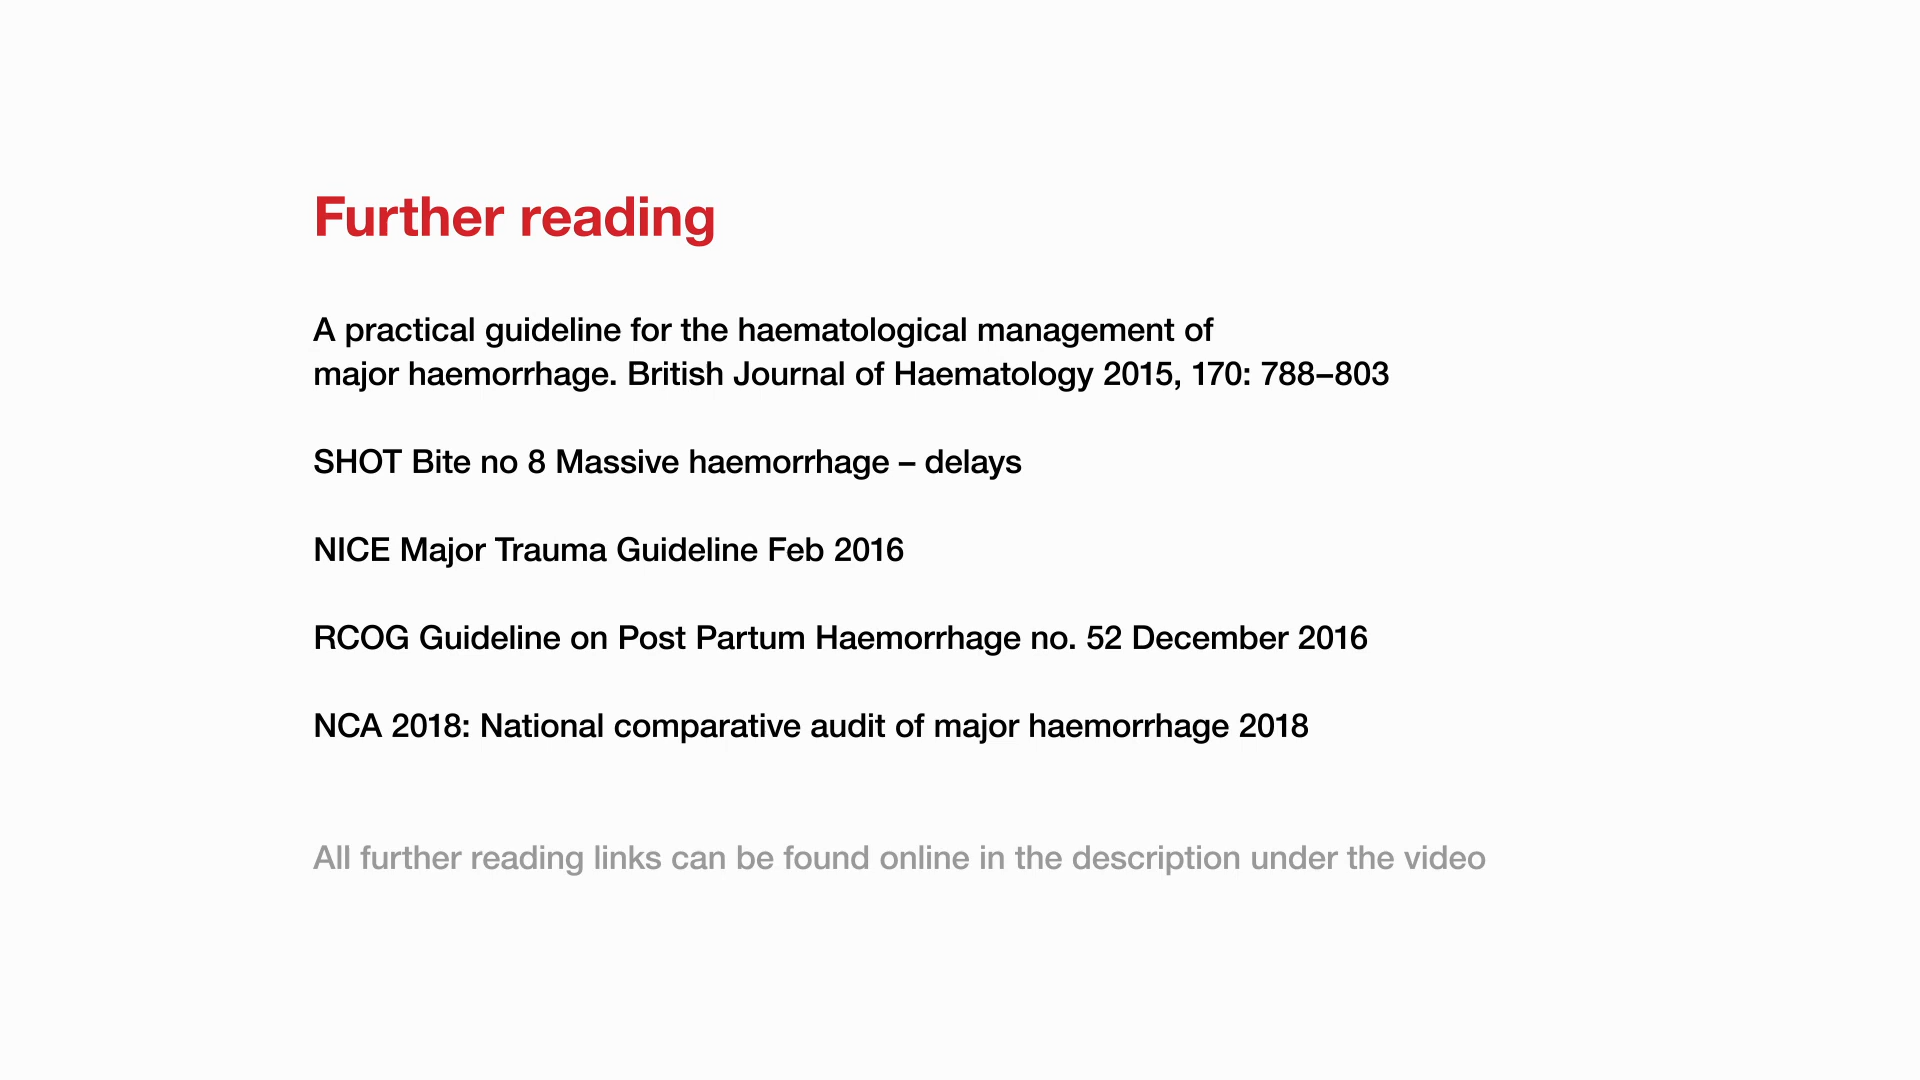 Further reading
A practical guideline for the haematological management of
major haemorrhage. British Journal of Haematology 2015, 170: 788–803
SHOT Bite no 8 Massive haemorrhage – delays
NICE Major Trauma Guideline Feb 2016
RCOG Guideline on Post Partum Haemorrhage no. 52 December 2016
NCA 2018: National comparative audit of major haemorrhage 2018
All further reading links can be found online in the description under the video